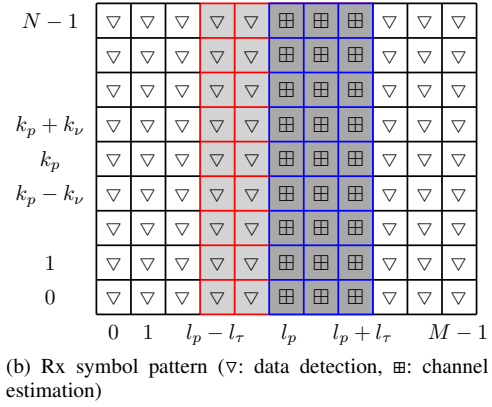 N − 1
k_p + k_ν
k_p
k_p − k_ν
1
0
0 1 l_p − l_τ l_p l_p + l_τ M − 1
(b) Rx symbol pattern (▽: data detection, ⊞: channel
estimation)